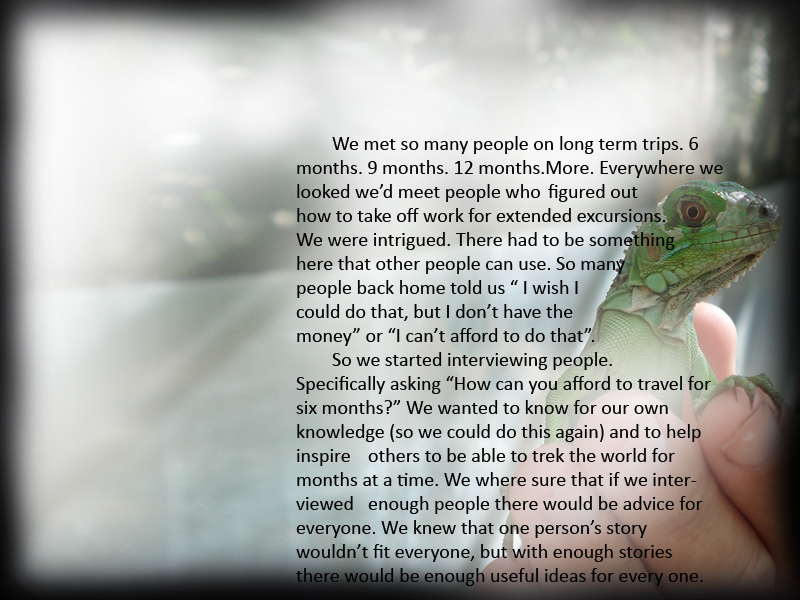 We met so many people on long term trips. 6
months. 9 months. 12 months.More. Everywhere we
looked we’d meet people who figured out
how to take off work for extended excursions.
We were intrigued. There had to be something
here that other people can use. So many
people back home told us “ I wish I
could do that, but I don’t have the
money” or “I can’t afford to do that”.
So we started interviewing people.
Specifically asking “How can you afford to travel for
six months?” We wanted to know for our own
knowledge (so we could do this again) and to help
inspire others to be able to trek the world for
months at a time. We where sure that if we inter-
viewed enough people there would be advice for
everyone. We knew that one person’s story
wouldn’t fit everyone, but with enough stories
there would be enough useful ideas for every one.